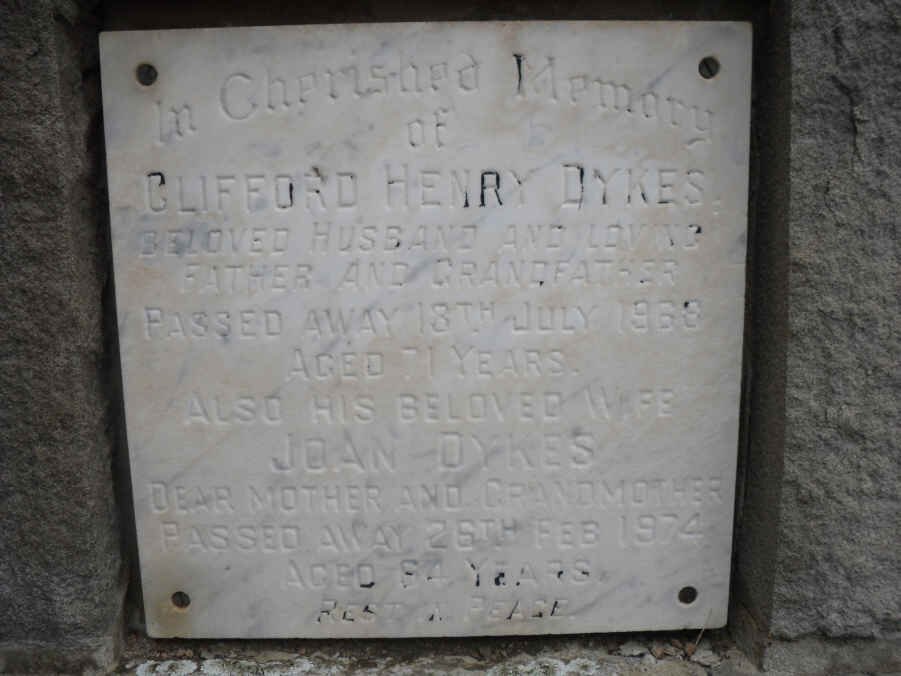 In Cherished Memory
of
CLIFFORD HENRY DYKES.
BELOVED HUSBAND AND LOVING
FATHER AND GRANDFATHER
PASSED AWAY 18TH JULY 1968
AGED 71 YEARS.
ALSO HIS BELOVED WIFE
JOAN DYKES
DEAR MOTHER AND GRANDMOTHER
PASSED AWAY FEB 1974
AGED YEARS.
REST IN PEACE.